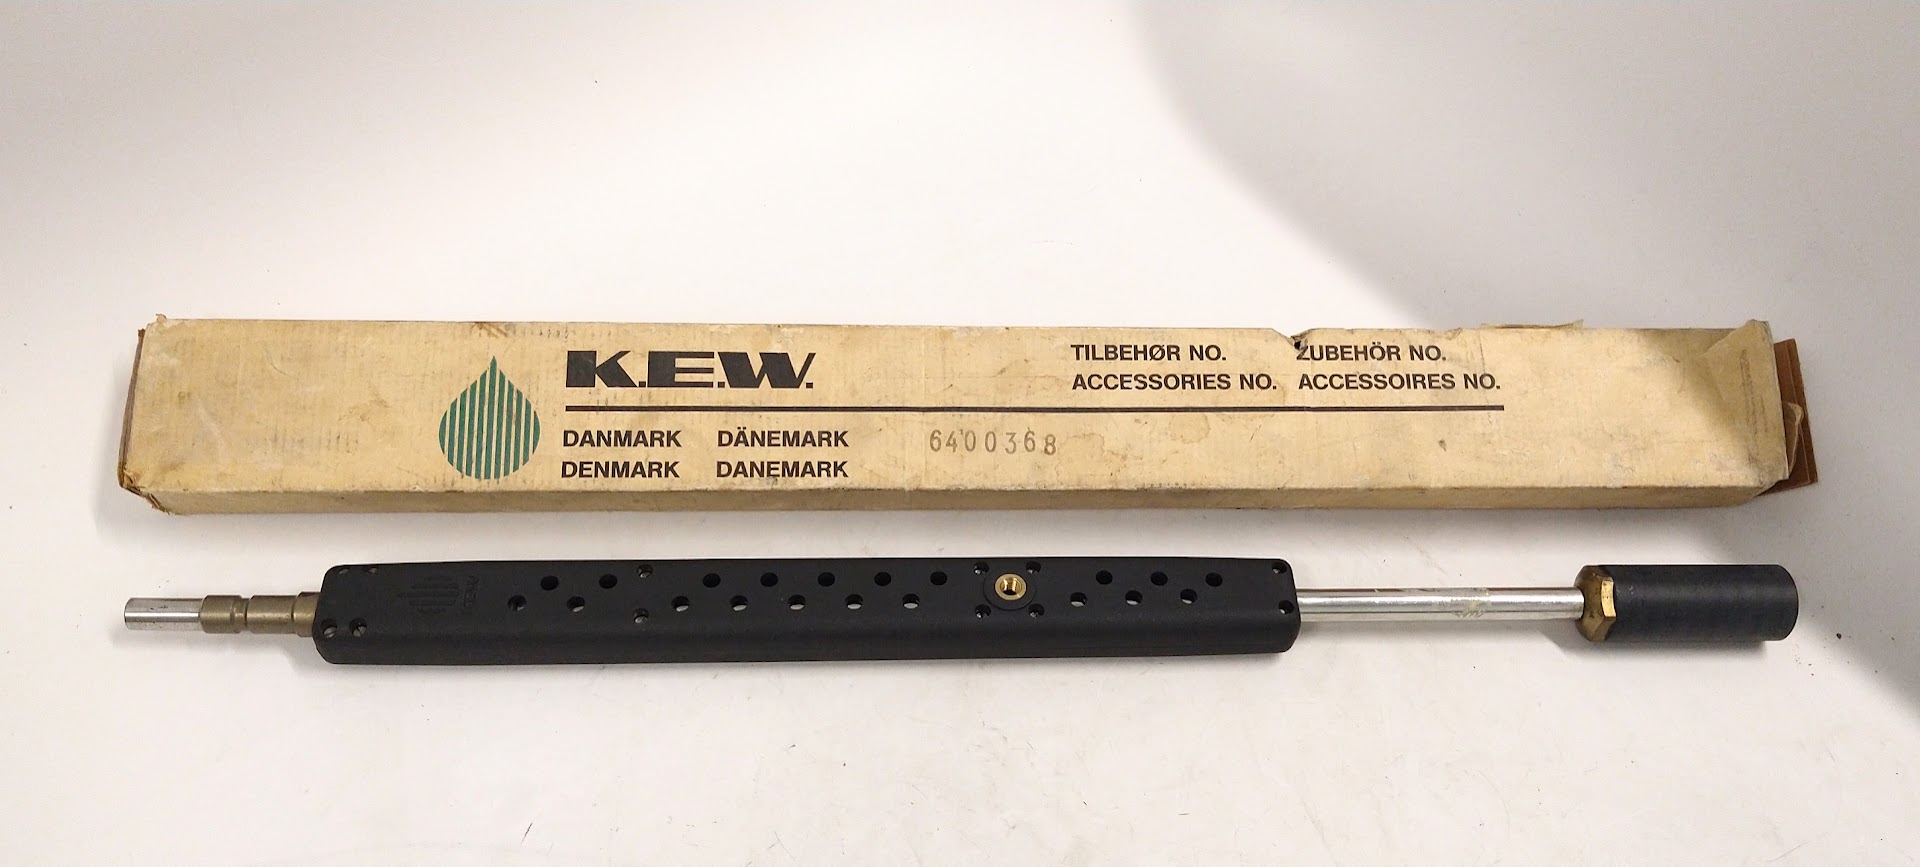 K.E.W.
TILBEHØR NO. ZUBEHÖR NO.
ACCESSORIES NO. ACCESSOIRES NO.
DANMARK DÄNEMARK
DENMARK DANEMARK
6400368